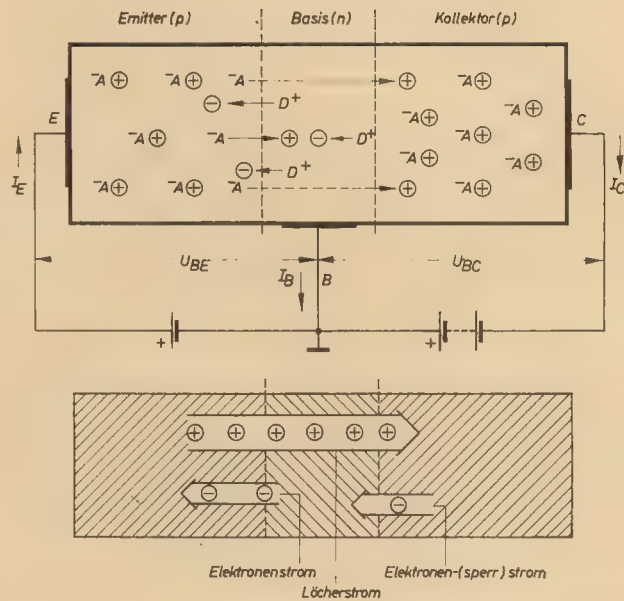 Emitter (p) Basis (n) Kollektor (p)
⁻A⊕ ⁻A⊕ ⁻A⊕ ⁻A ⊕ ⁻A⊕
⊖ D⁺ ⁻A⊕
E ⁻A⊕ C
⁻A⊕ ⁻A ⊕ ⊖ D⁺ ⁻A⊕
I_E I_C
⊖ D⁺ ⁻A⊕ ⁻A⊕
⁻A⊕ ⁻A⊕ ⁻A ⊕ ⁻A⊕
U_BE I_B B U_BC
+ +
⊕ ⊕ ⊕ ⊕ ⊕ ⊕
⊖ ⊖ ⊖
Elektronenstrom Elektronen-(sperr) strom
Löcherstrom